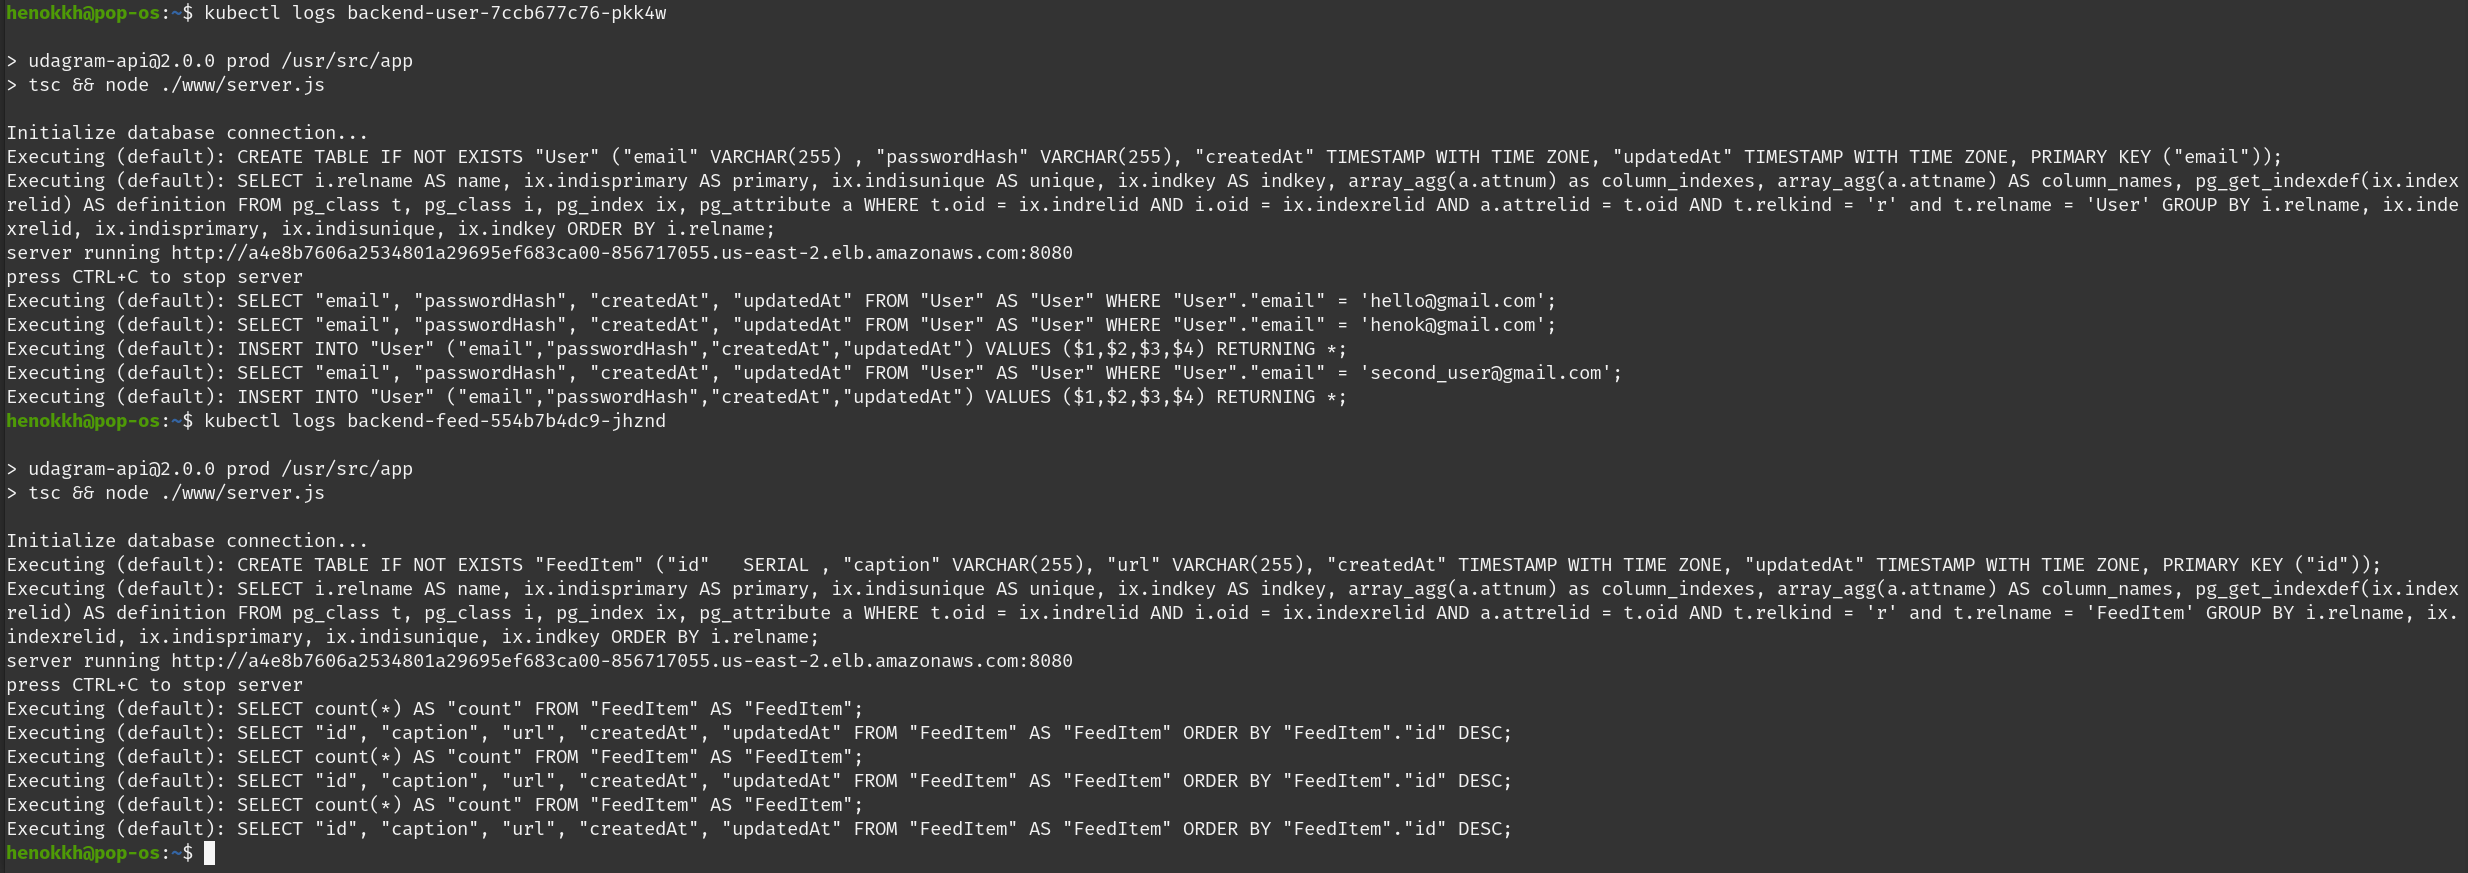 henokkh@pop-os:~$ kubectl logs backend-user-7ccb677c76-pkk4w
> udagram-api@2.0.0 prod /usr/src/app
> tsc && node ./www/server.js
Initialize database connection...
Executing (default): CREATE TABLE IF NOT EXISTS "User" ("email" VARCHAR(255) , "passwordHash" VARCHAR(255), "createdAt" TIMESTAMP WITH TIME ZONE, "updatedAt" TIMESTAMP WITH TIME ZONE, PRIMARY KEY ("email"));
Executing (default): SELECT i.relname AS name, ix.indisprimary AS primary, ix.indisunique AS unique, ix.indkey AS indkey, array_agg(a.attnum) as column_indexes, array_agg(a.attname) AS column_names, pg_get_indexdef(ix.index
relid) AS definition FROM pg_class t, pg_class i, pg_index ix, pg_attribute a WHERE t.oid = ix.indrelid AND i.oid = ix.indexrelid AND a.attrelid = t.oid AND t.relkind = 'r' and t.relname = 'User' GROUP BY i.relname, ix.inde
xrelid, ix.indisprimary, ix.indisunique, ix.indkey ORDER BY i.relname;
server running http://a4e8b7606a2534801a29695ef683ca00-856717055.us-east-2.elb.amazonaws.com:8080
press CTRL+C to stop server
Executing (default): SELECT "email", "passwordHash", "createdAt", "updatedAt" FROM "User" AS "User" WHERE "User"."email" = 'hello@gmail.com';
Executing (default): SELECT "email", "passwordHash", "createdAt", "updatedAt" FROM "User" AS "User" WHERE "User"."email" = 'henok@gmail.com';
Executing (default): INSERT INTO "User" ("email","passwordHash","createdAt","updatedAt") VALUES ($1,$2,$3,$4) RETURNING *;
Executing (default): SELECT "email", "passwordHash", "createdAt", "updatedAt" FROM "User" AS "User" WHERE "User"."email" = 'second_user@gmail.com';
Executing (default): INSERT INTO "User" ("email","passwordHash","createdAt","updatedAt") VALUES ($1,$2,$3,$4) RETURNING *;
henokkh@pop-os:~$ kubectl logs backend-feed-554b7b4dc9-jhznd
> udagram-api@2.0.0 prod /usr/src/app
> tsc && node ./www/server.js
Initialize database connection...
Executing (default): CREATE TABLE IF NOT EXISTS "FeedItem" ("id"   SERIAL , "caption" VARCHAR(255), "url" VARCHAR(255), "createdAt" TIMESTAMP WITH TIME ZONE, "updatedAt" TIMESTAMP WITH TIME ZONE, PRIMARY KEY ("id"));
Executing (default): SELECT i.relname AS name, ix.indisprimary AS primary, ix.indisunique AS unique, ix.indkey AS indkey, array_agg(a.attnum) as column_indexes, array_agg(a.attname) AS column_names, pg_get_indexdef(ix.index
relid) AS definition FROM pg_class t, pg_class i, pg_index ix, pg_attribute a WHERE t.oid = ix.indrelid AND i.oid = ix.indexrelid AND a.attrelid = t.oid AND t.relkind = 'r' and t.relname = 'FeedItem' GROUP BY i.relname, ix.
indexrelid, ix.indisprimary, ix.indisunique, ix.indkey ORDER BY i.relname;
server running http://a4e8b7606a2534801a29695ef683ca00-856717055.us-east-2.elb.amazonaws.com:8080
press CTRL+C to stop server
Executing (default): SELECT count(*) AS "count" FROM "FeedItem" AS "FeedItem";
Executing (default): SELECT "id", "caption", "url", "createdAt", "updatedAt" FROM "FeedItem" AS "FeedItem" ORDER BY "FeedItem"."id" DESC;
Executing (default): SELECT count(*) AS "count" FROM "FeedItem" AS "FeedItem";
Executing (default): SELECT "id", "caption", "url", "createdAt", "updatedAt" FROM "FeedItem" AS "FeedItem" ORDER BY "FeedItem"."id" DESC;
Executing (default): SELECT count(*) AS "count" FROM "FeedItem" AS "FeedItem";
Executing (default): SELECT "id", "caption", "url", "createdAt", "updatedAt" FROM "FeedItem" AS "FeedItem" ORDER BY "FeedItem"."id" DESC;
henokkh@pop-os:~$